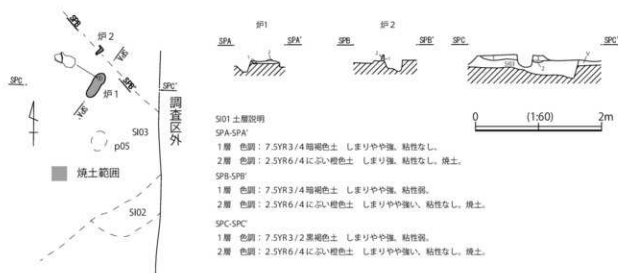 SPB
炉2
SPA'
SPC
SPC'
SPB'
炉1
SPA
調査区外
SI03
p05
焼土範囲
SI02
炉1
炉2
SPA
SPA'
SPB
SPB'
SPC
SPC'
SI03
0
(1:60)
2m
SI01 土層説明
SPA-SPA'
1層 色調：7.5YR3/4 暗褐色土 しまりやや強、粘性なし。
2層 色調：2.5YR6/4 にぶい橙色土 しまり強、粘性なし。焼土。
SPB-SPB'
1層 色調：7.5YR3/4 暗褐色土 しまりやや強、粘性弱。
2層 色調：2.5YR6/4 にぶい橙色土 しまりやや強い、粘性なし。焼土。
SPC-SPC'
1層 色調：7.5YR3/2 黒褐色土 しまりやや強、粘性弱。
2層 色調：2.5YR6/4 にぶい橙色土 しまりやや強い、粘性なし。焼土。